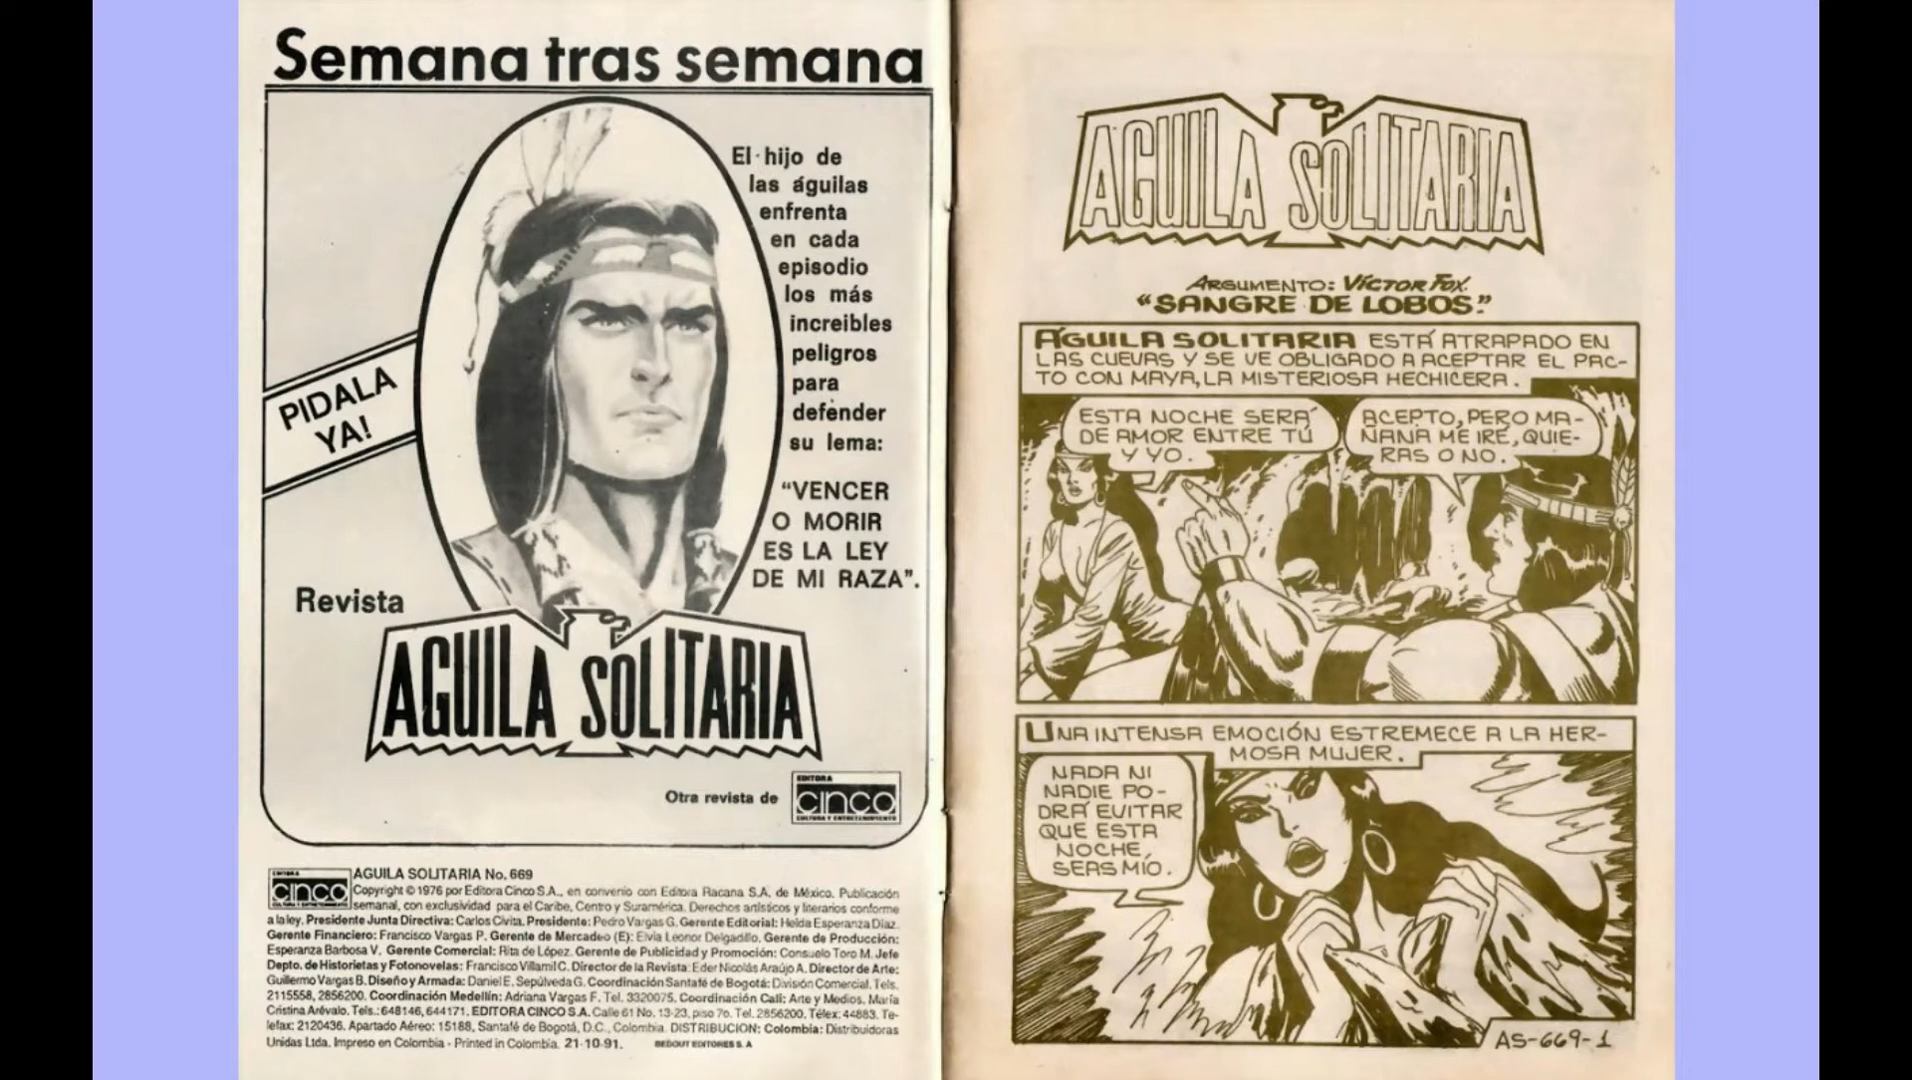 Semana tras semana
El hijo de
las águilas
enfrenta
en cada
episodio
los más
increibles
peligros
para
defender
su lema:
"VENCER
O MORIR
ES LA LEY
DE MI RAZA".
PIDALA
YA!
Revista
AGUILA SOLITARIA
Otra revista de
EDITORA
CINCO
CULTURA Y ENTRETENIMIENTO
EDITORA
CINCO
AGUILA SOLITARIA No. 669
Copyright © 1976 por Editora Cinco S.A., en convenio con Editora Racana S.A. de México. Publicación
semanal, con exclusividad para el Caribe, Centro y Suramérica. Derechos artísticos y literarios conforme
a la ley. Presidente Junta Directiva: Carlos Civita. Presidente: Pedro Vargas G. Gerente Editorial: Helda Esperanza Díaz.
Gerente Financiero: Francisco Vargas P. Gerente de Mercadeo (E): Elvia Leonor Delgadillo. Gerente de Producción:
Esperanza Barbosa V. Gerente Comercial: Rita de López. Gerente de Publicidad y Promoción: Consuelo Toro M. Jefe
Depto. de Historietas y Fotonovelas: Francisco Villamil C. Director de la Revista: Eder Nicolás Araújo A. Director de Arte:
Guillermo Vargas B. Diseño y Armada: Daniel E. Sepúlveda G. Coordinación Santafé de Bogotá: División Comercial. Tels.
2115558, 2856200. Coordinación Medellín: Adriana Vargas F. Tel. 3320075. Coordinación Cali: Arte y Medios. María
Cristina Arévalo. Tels.: 648146, 644171. EDITORA CINCO S.A. Calle 61 No. 13-23, piso 7o. Tel. 2856200. Télex: 44883. Te-
lefax: 2120436. Apartado Aéreo: 15188, Santafé de Bogotá, D.C., Colombia. DISTRIBUCION: Colombia: Distribuidoras
Unidas Ltda. Impreso en Colombia - Printed in Colombia. 21-10-91. BEDOUT EDITORES S. A
AGUILA SOLITARIA
ARGUMENTO: VÍCTOR FOX.
"SANGRE DE LOBOS."
ÁGUILA SOLITARIA ESTÁ ATRAPADO EN
LAS CUEVAS Y SE VE OBLIGADO A ACEPTAR EL PAC-
TO CON MAYA, LA MISTERIOSA HECHICERA.
ESTA NOCHE SERÁ
DE AMOR ENTRE TÚ
Y YO.
ACEPTO, PERO MA-
ÑANA ME IRÉ, QUIE-
RAS O NO.
UNA INTENSA EMOCIÓN ESTREMECE A LA HER-
MOSA MUJER.
NADA NI
NADIE PO-
DRÁ EVITAR
QUE ESTA
NOCHE,
SEAS MÍO.
AS-669-1